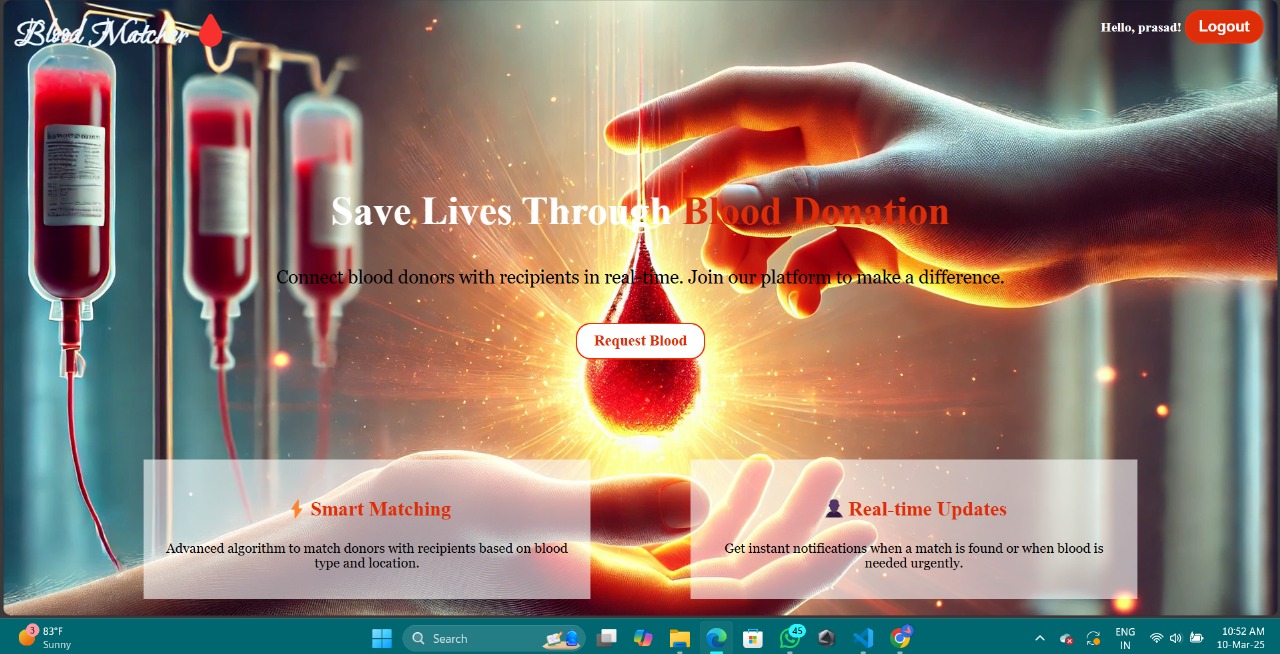 Blood Matcher
Hello, prasad!
Logout
Save Lives Through Blood Donation
Connect blood donors with recipients in real-time. Join our platform to make a difference.
Request Blood
Smart Matching
Advanced algorithm to match donors with recipients based on blood
type and location.
Real-time Updates
Get instant notifications when a match is found or when blood is
needed urgently.
3
83°F
Sunny
Search
45
ENG
IN
10:52 AM
10-Mar-25